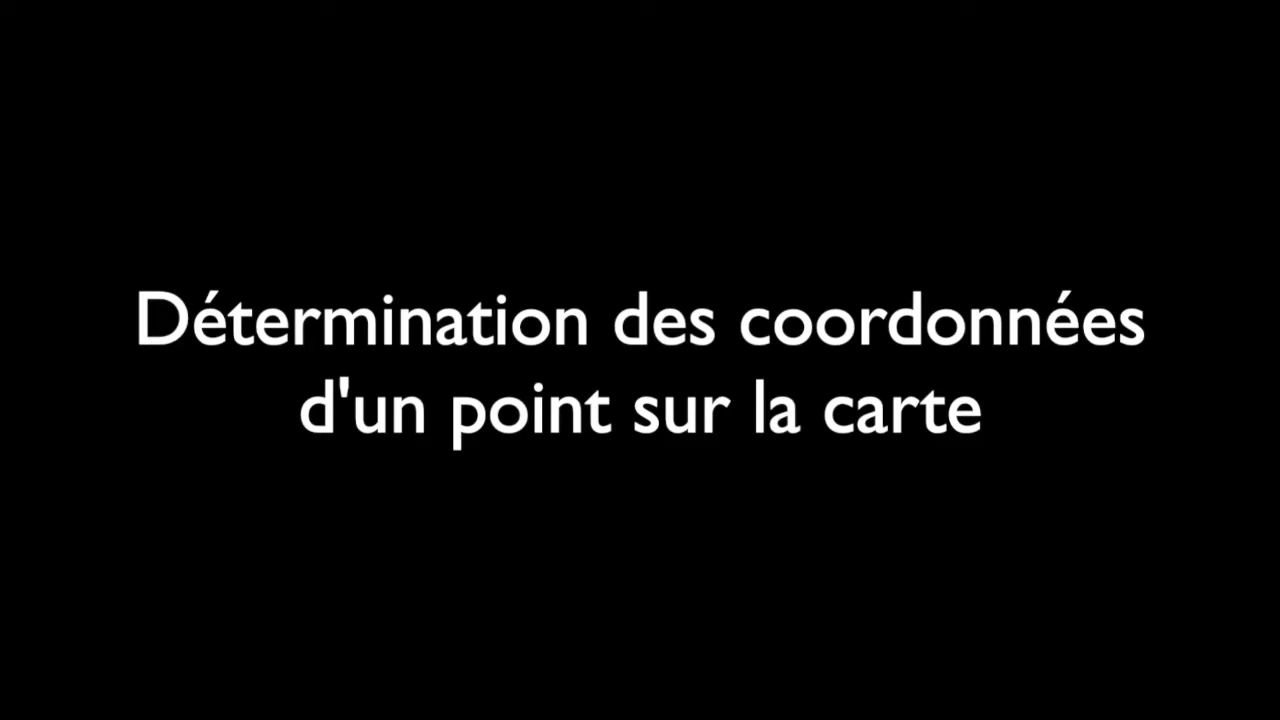 Détermination des coordonnées
d'un point sur la carte